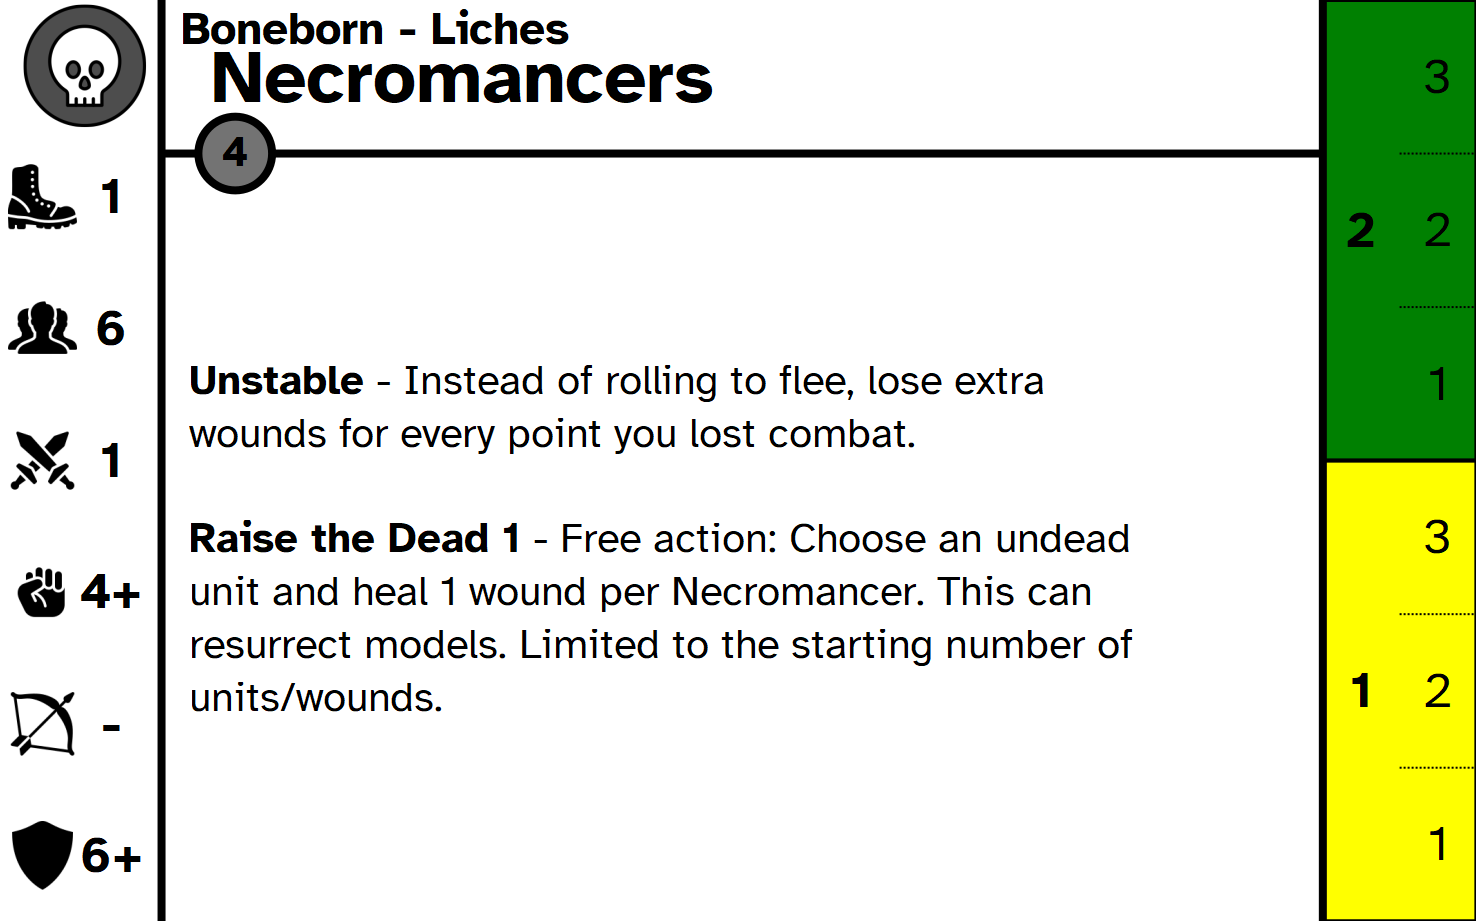 Boneborn - Liches
Necromancers
4
1
6
1
4+
-
6+
Unstable - Instead of rolling to flee, lose extra
wounds for every point you lost combat.
Raise the Dead 1 - Free action: Choose an undead
unit and heal 1 wound per Necromancer. This can
resurrect models. Limited to the starting number of
units/wounds.
3
2 2
1
3
1 2
1